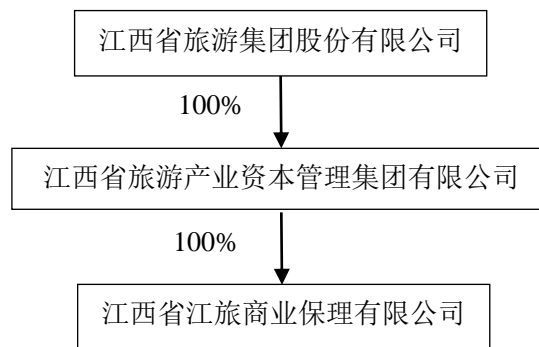 江西省旅游集团股份有限公司
100%
江西省旅游产业资本管理集团有限公司
100%
江西省江旅商业保理有限公司